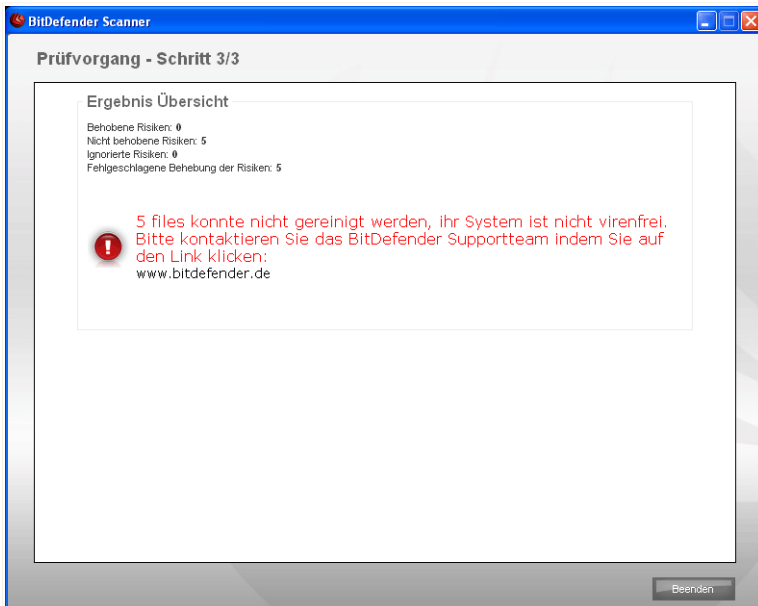 BitDefender Scanner
Prüfvorgang - Schritt 3/3
Ergebnis Übersicht
Behobene Risiken: 0
Nicht behobene Risiken: 5
Ignorierte Risiken: 0
Fehlgeschlagene Behebung der Risiken: 5
5 files konnte nicht gereinigt werden, ihr System ist nicht virenfrei.
Bitte kontaktieren Sie das BitDefender Supportteam indem Sie auf
den Link klicken:
www.bitdefender.de
Beenden